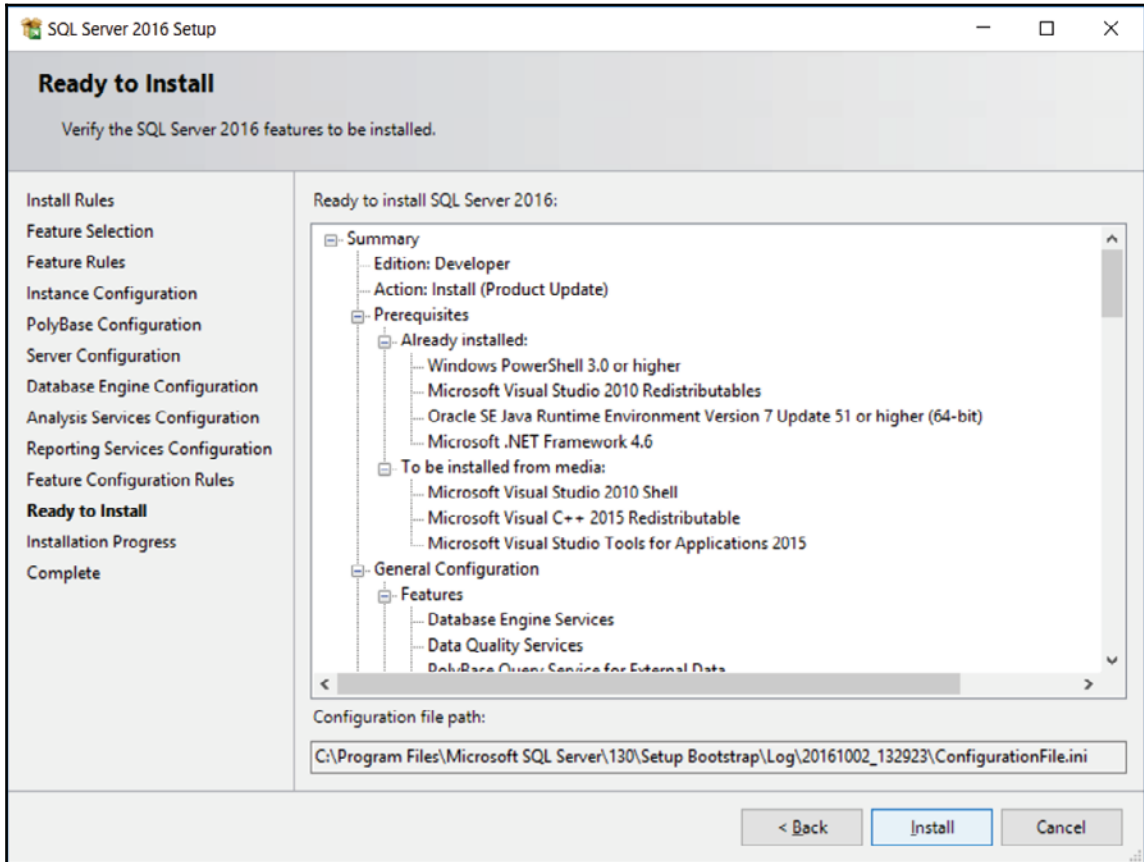 SQL Server 2016 Setup
Ready to Install
Verify the SQL Server 2016 features to be installed.
Install Rules
Feature Selection
Feature Rules
Instance Configuration
PolyBase Configuration
Server Configuration
Database Engine Configuration
Analysis Services Configuration
Reporting Services Configuration
Feature Configuration Rules
Ready to Install
Installation Progress
Complete
Ready to install SQL Server 2016:
Summary
Edition: Developer
Action: Install (Product Update)
Prerequisites
Already installed:
Windows PowerShell 3.0 or higher
Microsoft Visual Studio 2010 Redistributables
Oracle SE Java Runtime Environment Version 7 Update 51 or higher (64-bit)
Microsoft .NET Framework 4.6
To be installed from media:
Microsoft Visual Studio 2010 Shell
Microsoft Visual C++ 2015 Redistributable
Microsoft Visual Studio Tools for Applications 2015
General Configuration
Features
Database Engine Services
Data Quality Services
PolyBase Query Service for External Data
Configuration file path:
C:\Program Files\Microsoft SQL Server\130\Setup Bootstrap\Log\20161002_132923\ConfigurationFile.ini
< Back
Install
Cancel